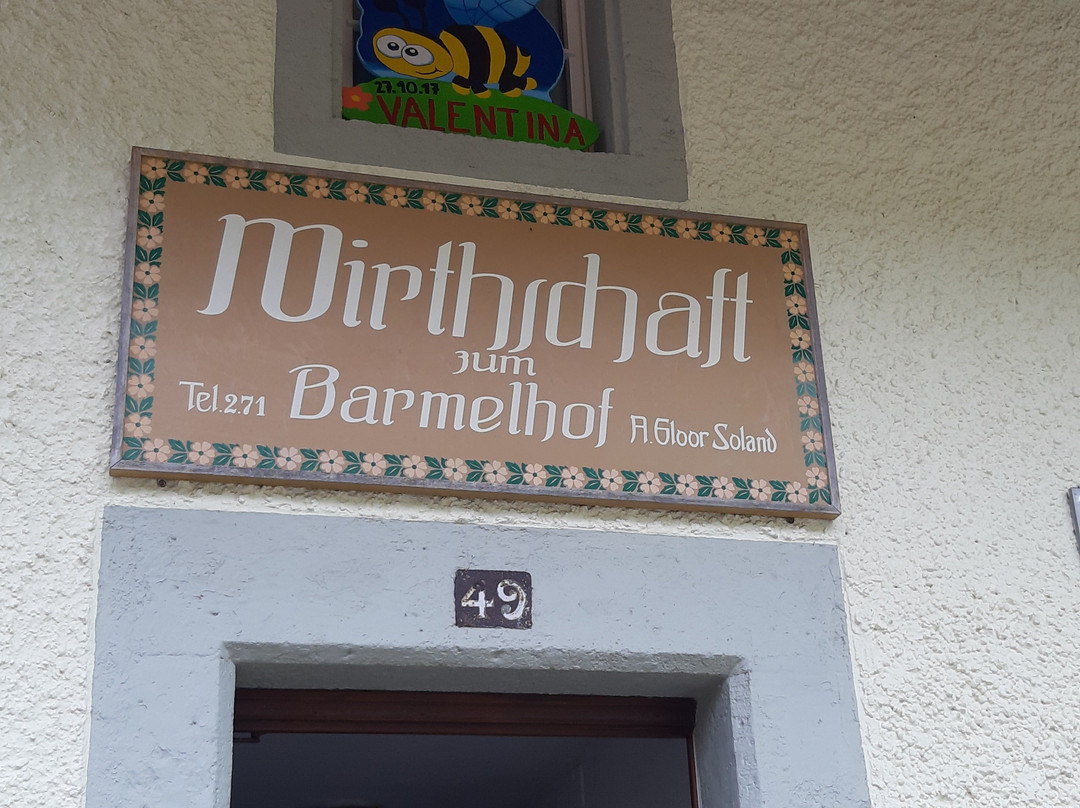 27.10.17
VALENTINA
Wirthschaft
zum
Tel.271 Barmelhof A.Gloor Soland
49